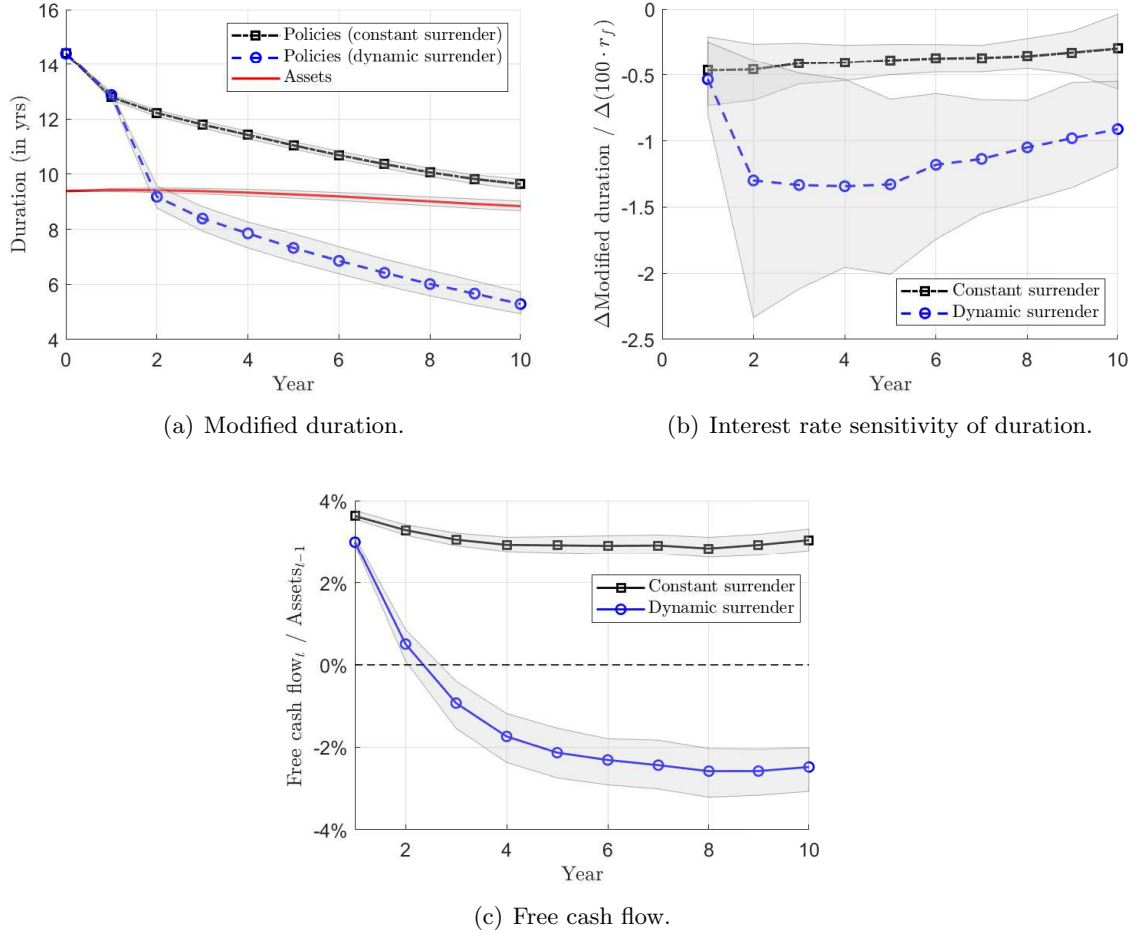 16
14
12
10
8
6
4
Duration (in yrs)
Policies (constant surrender)
Policies (dynamic surrender)
Assets
0 2 4 6 8 10
Year
(a) Modified duration.
0
-0.5
-1
-1.5
-2
-2.5
ΔModified duration / Δ(100 · r_f)
Constant surrender
Dynamic surrender
0 2 4 6 8 10
Year
(b) Interest rate sensitivity of duration.
4%
2%
0%
-2%
-4%
Free cash flow_t / Assets_{t−1}
Constant surrender
Dynamic surrender
2 4 6 8 10
Year
(c) Free cash flow.